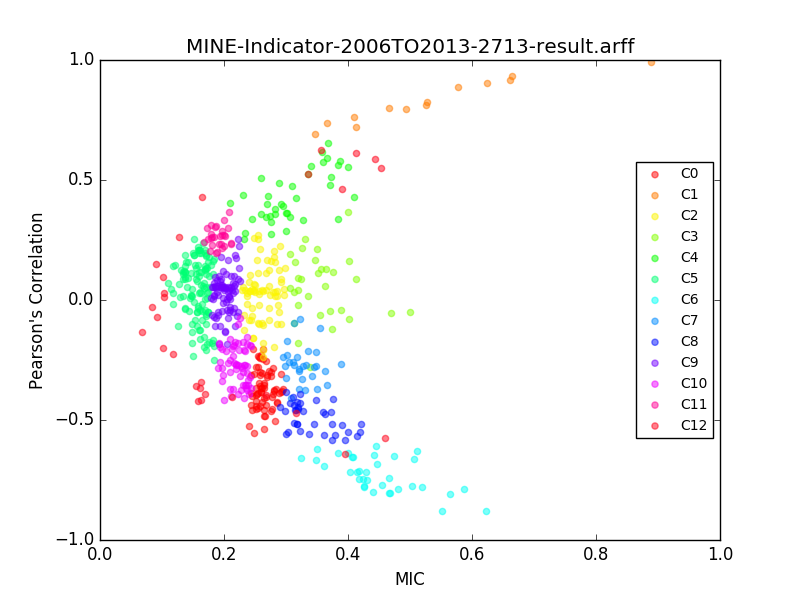 MINE-Indicator-2006TO2013-2713-result.arff
1.0
0.5
0.0
−0.5
−1.0
Pearson's Correlation
0.0 0.2 0.4 0.6 0.8 1.0
MIC
C0
C1
C2
C3
C4
C5
C6
C7
C8
C9
C10
C11
C12